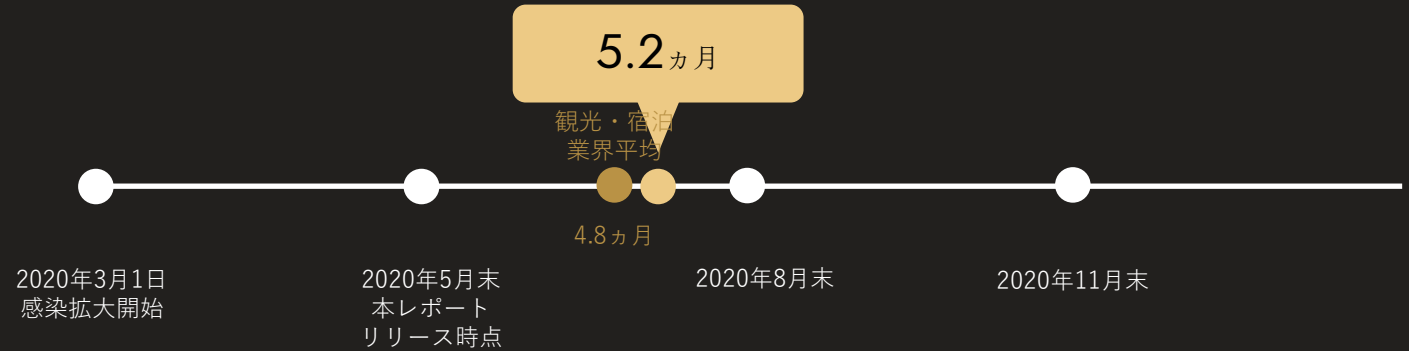 5.2ヵ月
観光・宿泊
業界平均
4.8ヵ月
2020年3月1日
感染拡大開始
2020年5月末
本レポート
リリース時点
2020年8月末
2020年11月末